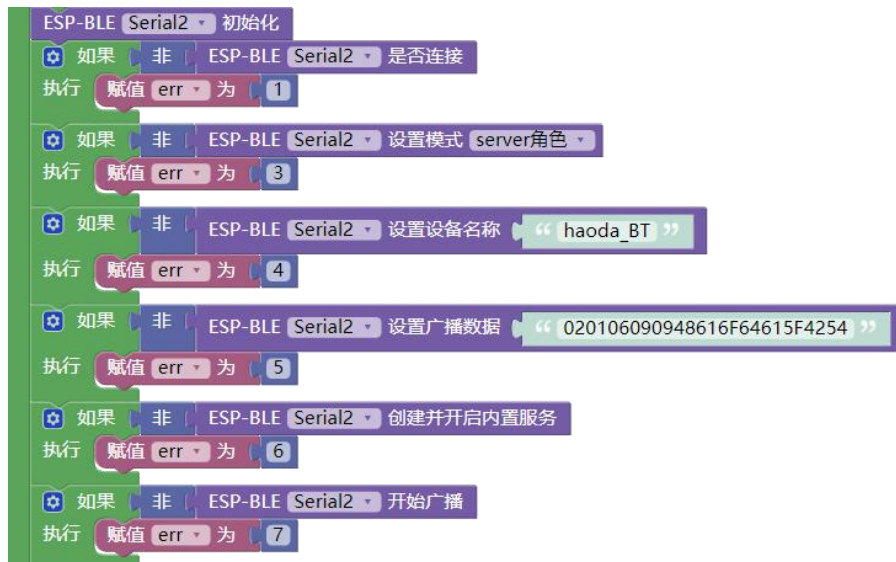 ESP-BLE Serial2 初始化
如果 非 ESP-BLE Serial2 是否连接
执行 赋值 err 为 1
如果 非 ESP-BLE Serial2 设置模式 server角色
执行 赋值 err 为 3
如果 非 ESP-BLE Serial2 设置设备名称 “ haoda_BT ”
执行 赋值 err 为 4
如果 非 ESP-BLE Serial2 设置广播数据 “ 020106090948616F64615F4254 ”
执行 赋值 err 为 5
如果 非 ESP-BLE Serial2 创建并开启内置服务
执行 赋值 err 为 6
如果 非 ESP-BLE Serial2 开始广播
执行 赋值 err 为 7